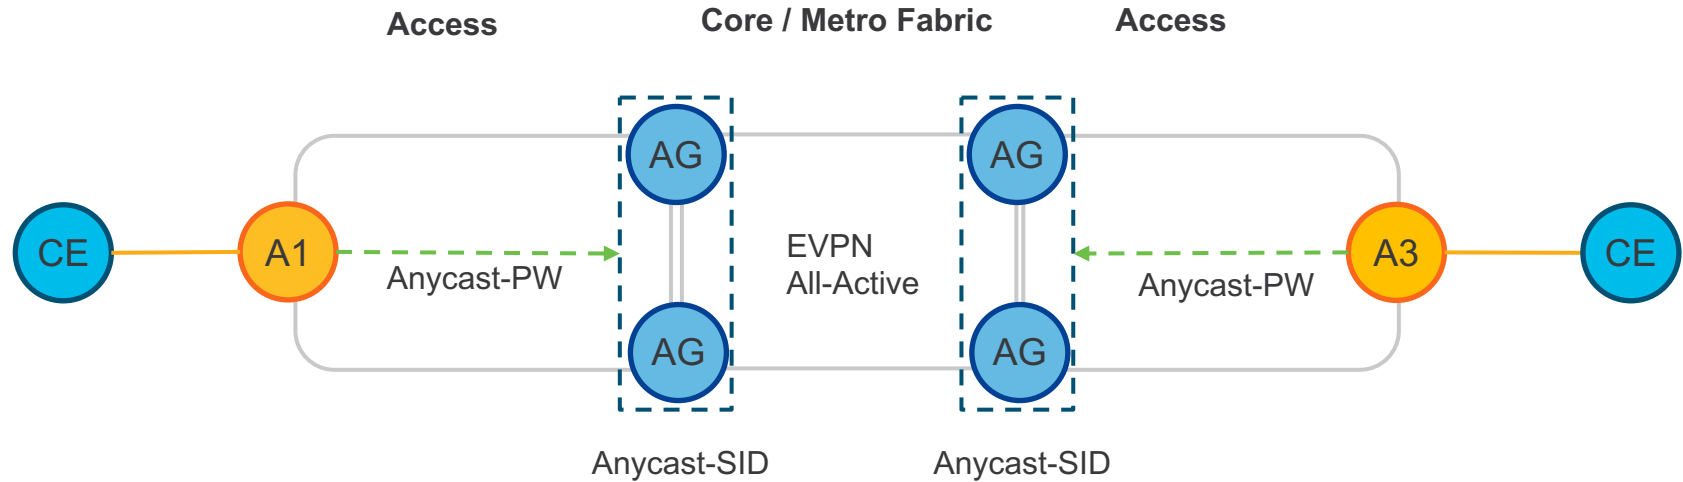 Access
Core / Metro Fabric
Access
AG
AG
CE
A1
Anycast-PW
EVPN
All-Active
Anycast-PW
A3
CE
AG
AG
Anycast-SID
Anycast-SID